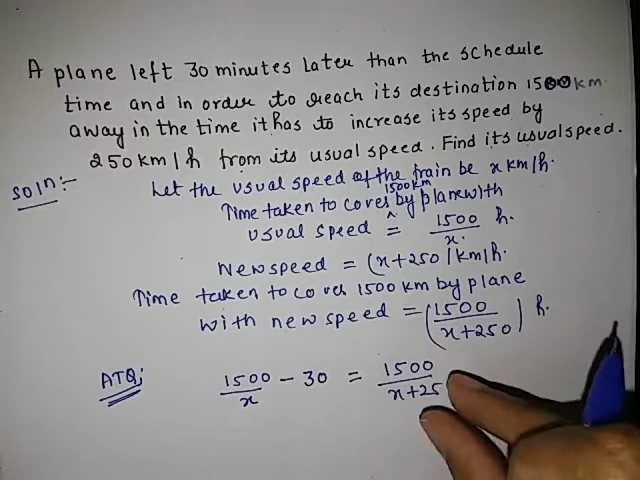 A plane left 30 minutes later than the schedule
time and in order to reach its destination 1500 km
away in the time it has to increase its speed by
250 km/h from its usual speed. Find its usual speed.
Soln:- Let the usual speed of the train be x km/h.
Time taken to cover 1500 km by plane with
usual speed = 1500/x h.
New speed = (x+250) km/h.
Time taken to cover 1500 km by plane
with new speed = (1500/x+250) h.
ATQ; 1500/x - 30 = 1500/x+25